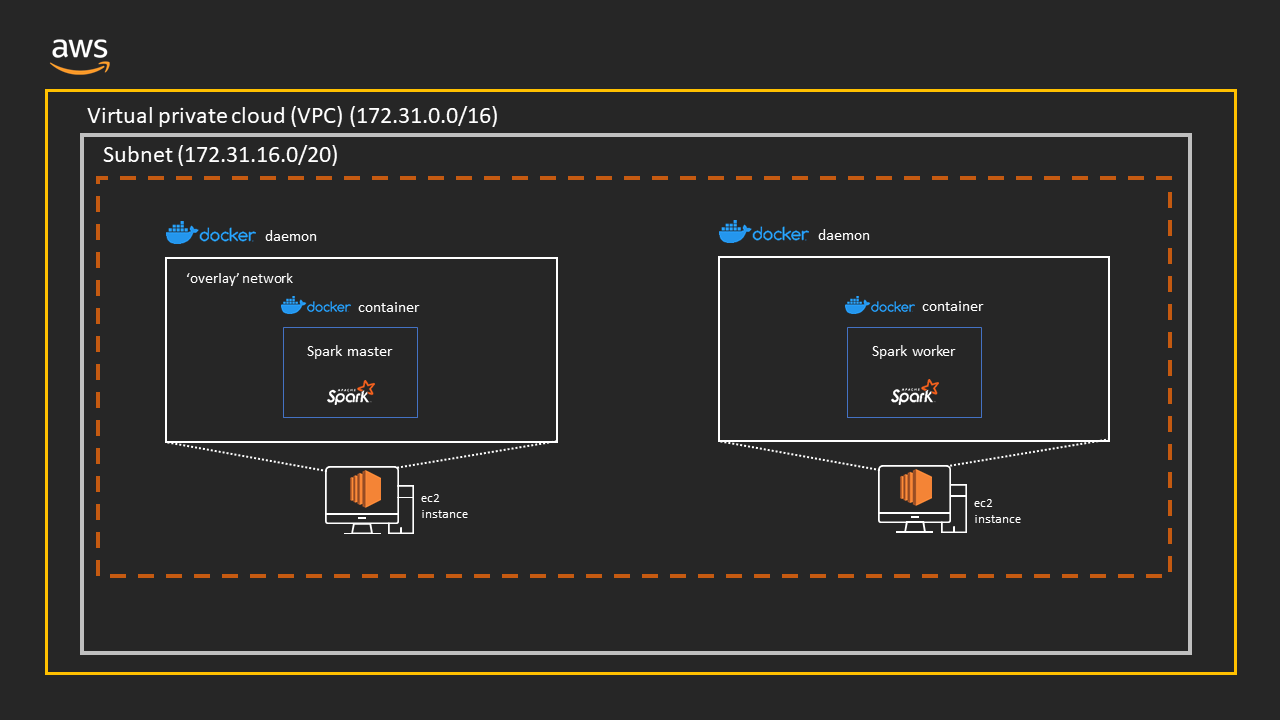 aws
Virtual private cloud (VPC) (172.31.0.0/16)
Subnet (172.31.16.0/20)
docker daemon
‘overlay’ network
docker container
Spark master
APACHE
Spark
ec2
instance
docker daemon
docker container
Spark worker
APACHE
Spark
ec2
instance